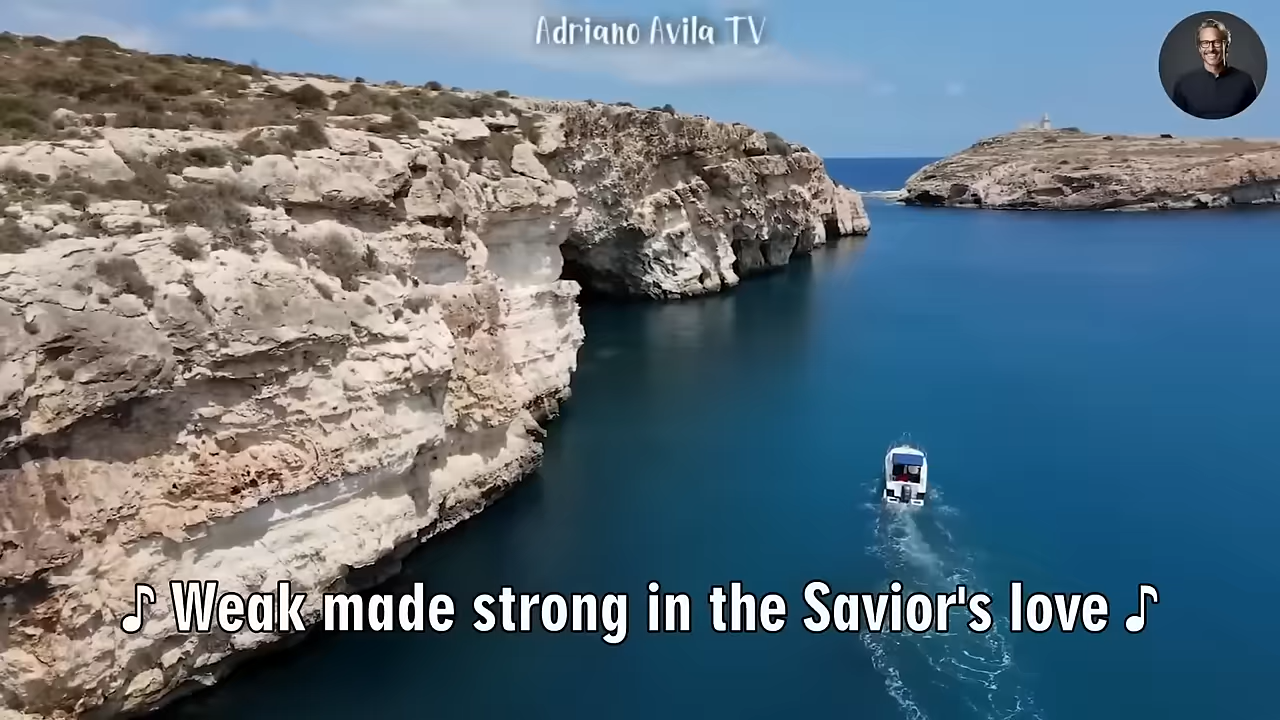 Adriano Avila TV
♪ Weak made strong in the Savior's love ♪